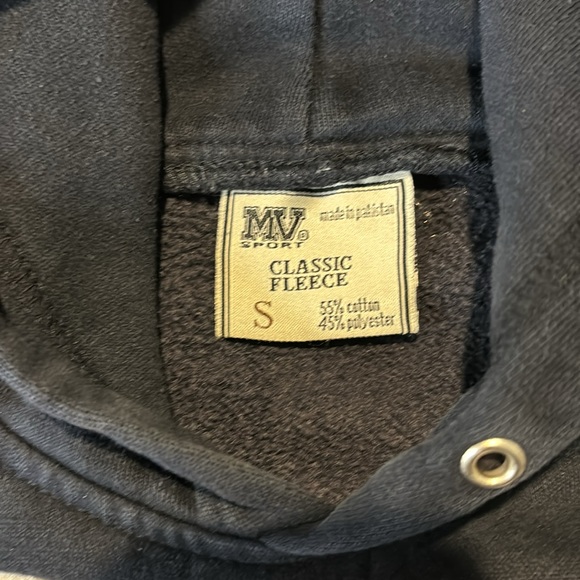 MV® made in pakistan
SPORT
CLASSIC
FLEECE
S 55% cotton
45% polyester